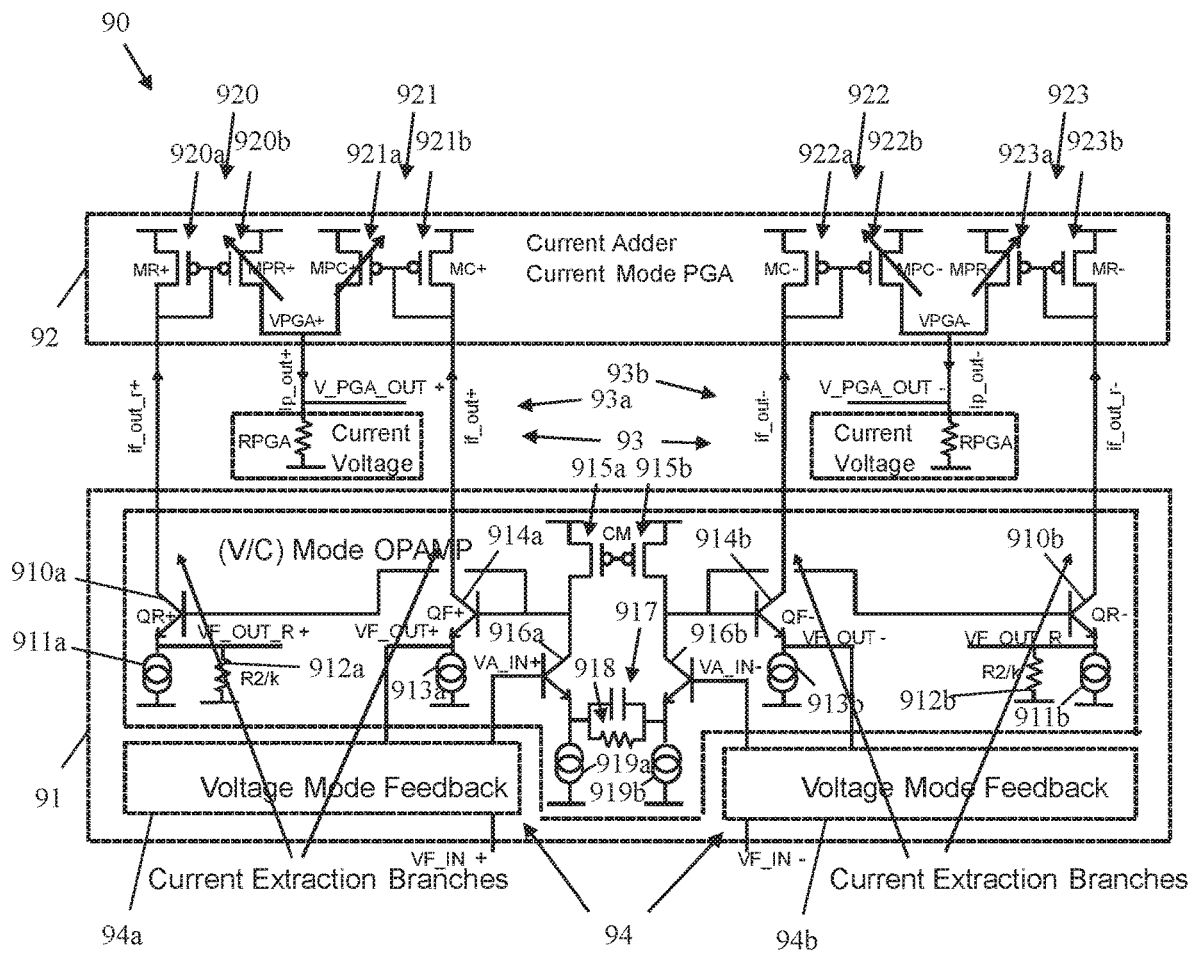 90
920
921
922
923
920a
920b
921a
921b
922a
922b
923a
923b
MR+
MPR+
MPC+
MC+
Current Adder
Current Mode PGA
MC-
MPC-
MPR-
MR-
VPGA+
VPGA-
92
if_out_r+
Ip_out+
V_PGA_OUT +
if_out+
93a
93b
93
if_out-
V_PGA_OUT -
Ip_out-
if_out_r-
RPGA
Current
Voltage
Current
Voltage
RPGA
915a
915b
(V/C) Mode OPAMP
914a
CM
914b
910b
910a
QR+
QF+
917
QF-
QR-
VF_OUT_R +
VF_OUT+
916a
916b
VF_OUT -
VF_OUT_R
911a
912a
R2/k
913a
VA_IN+
918
VA_IN-
913b
912b
R2/k
911b
919a
919b
Voltage Mode Feedback
Voltage Mode Feedback
91
VF_IN +
VF_IN -
Current Extraction Branches
Current Extraction Branches
94a
94
94b